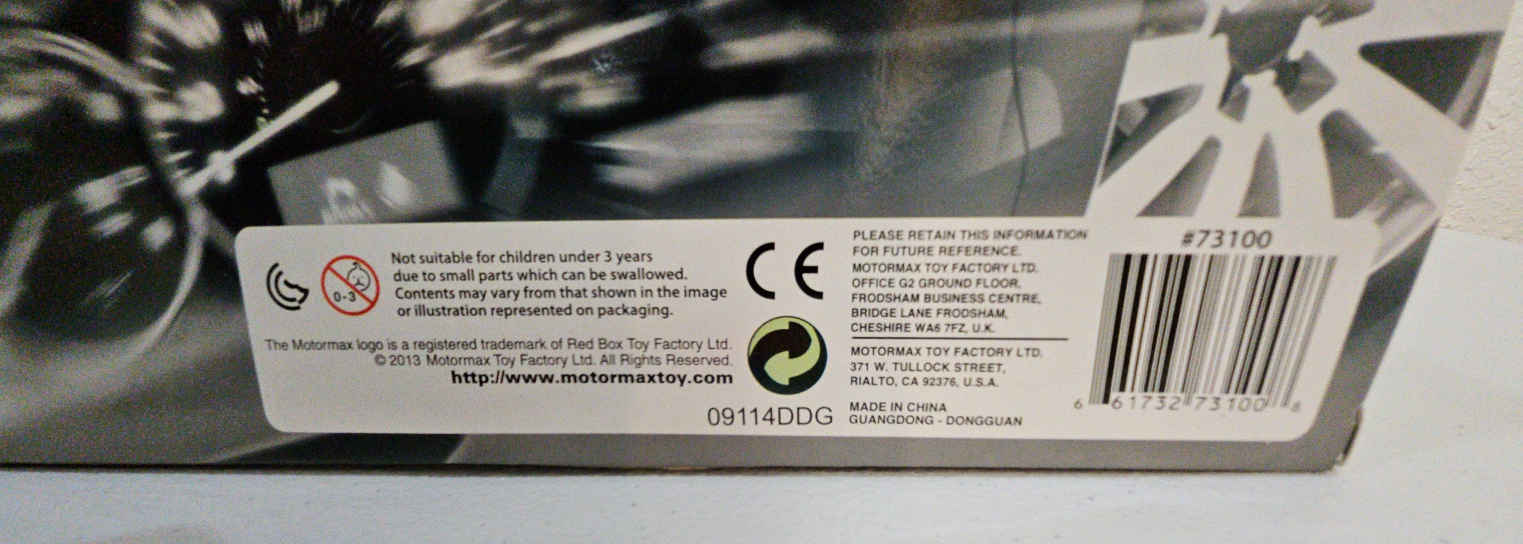 0-3
Not suitable for children under 3 years
due to small parts which can be swallowed.
Contents may vary from that shown in the image
or illustration represented on packaging.
The Motormax logo is a registered trademark of Red Box Toy Factory Ltd.
© 2013 Motormax Toy Factory Ltd. All Rights Reserved.
http://www.motormaxtoy.com
09114DDG
CE
PLEASE RETAIN THIS INFORMATION
FOR FUTURE REFERENCE.
MOTORMAX TOY FACTORY LTD.
OFFICE G2 GROUND FLOOR,
FRODSHAM BUSINESS CENTRE,
BRIDGE LANE FRODSHAM,
CHESHIRE WA6 7FZ, U.K.
MOTORMAX TOY FACTORY LTD.
371 W. TULLOCK STREET,
RIALTO, CA 92376, U.S.A.
MADE IN CHINA
GUANGDONG - DONGGUAN
#73100
6 61732 73100 8